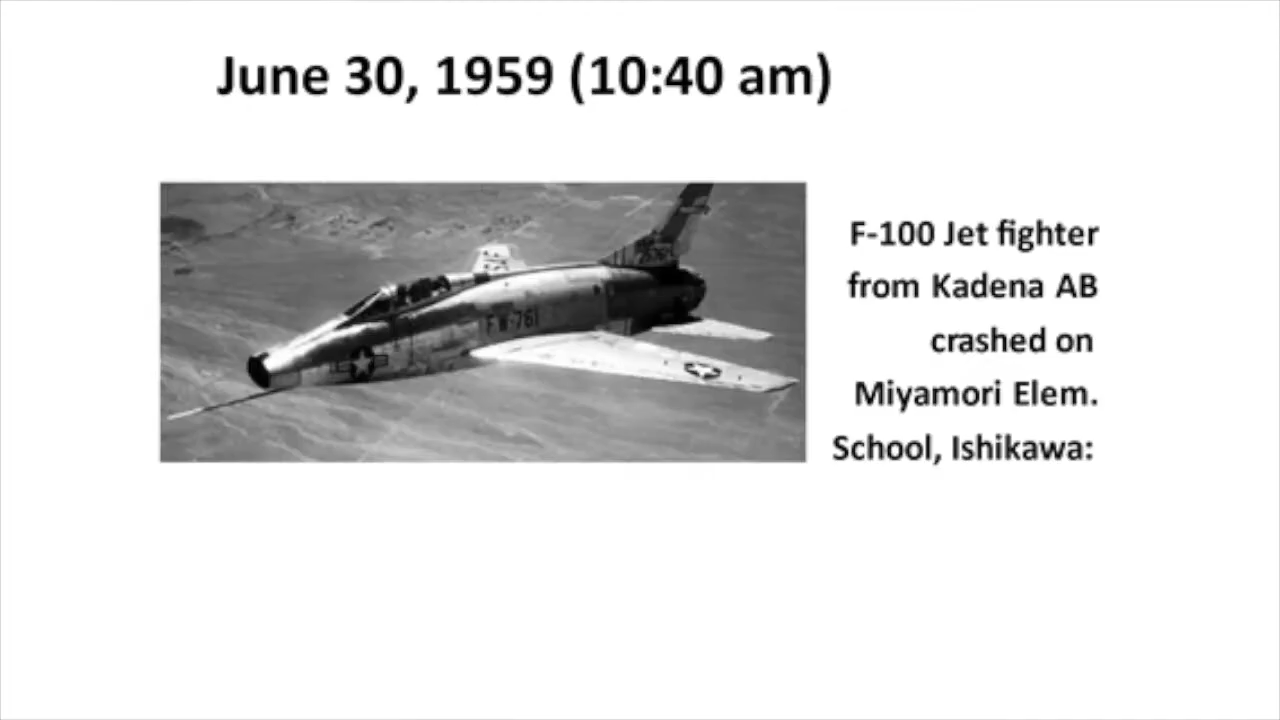 June 30, 1959 (10:40 am)
F-100 Jet fighter
from Kadena AB
crashed on
Miyamori Elem.
School, Ishikawa:
FW-761